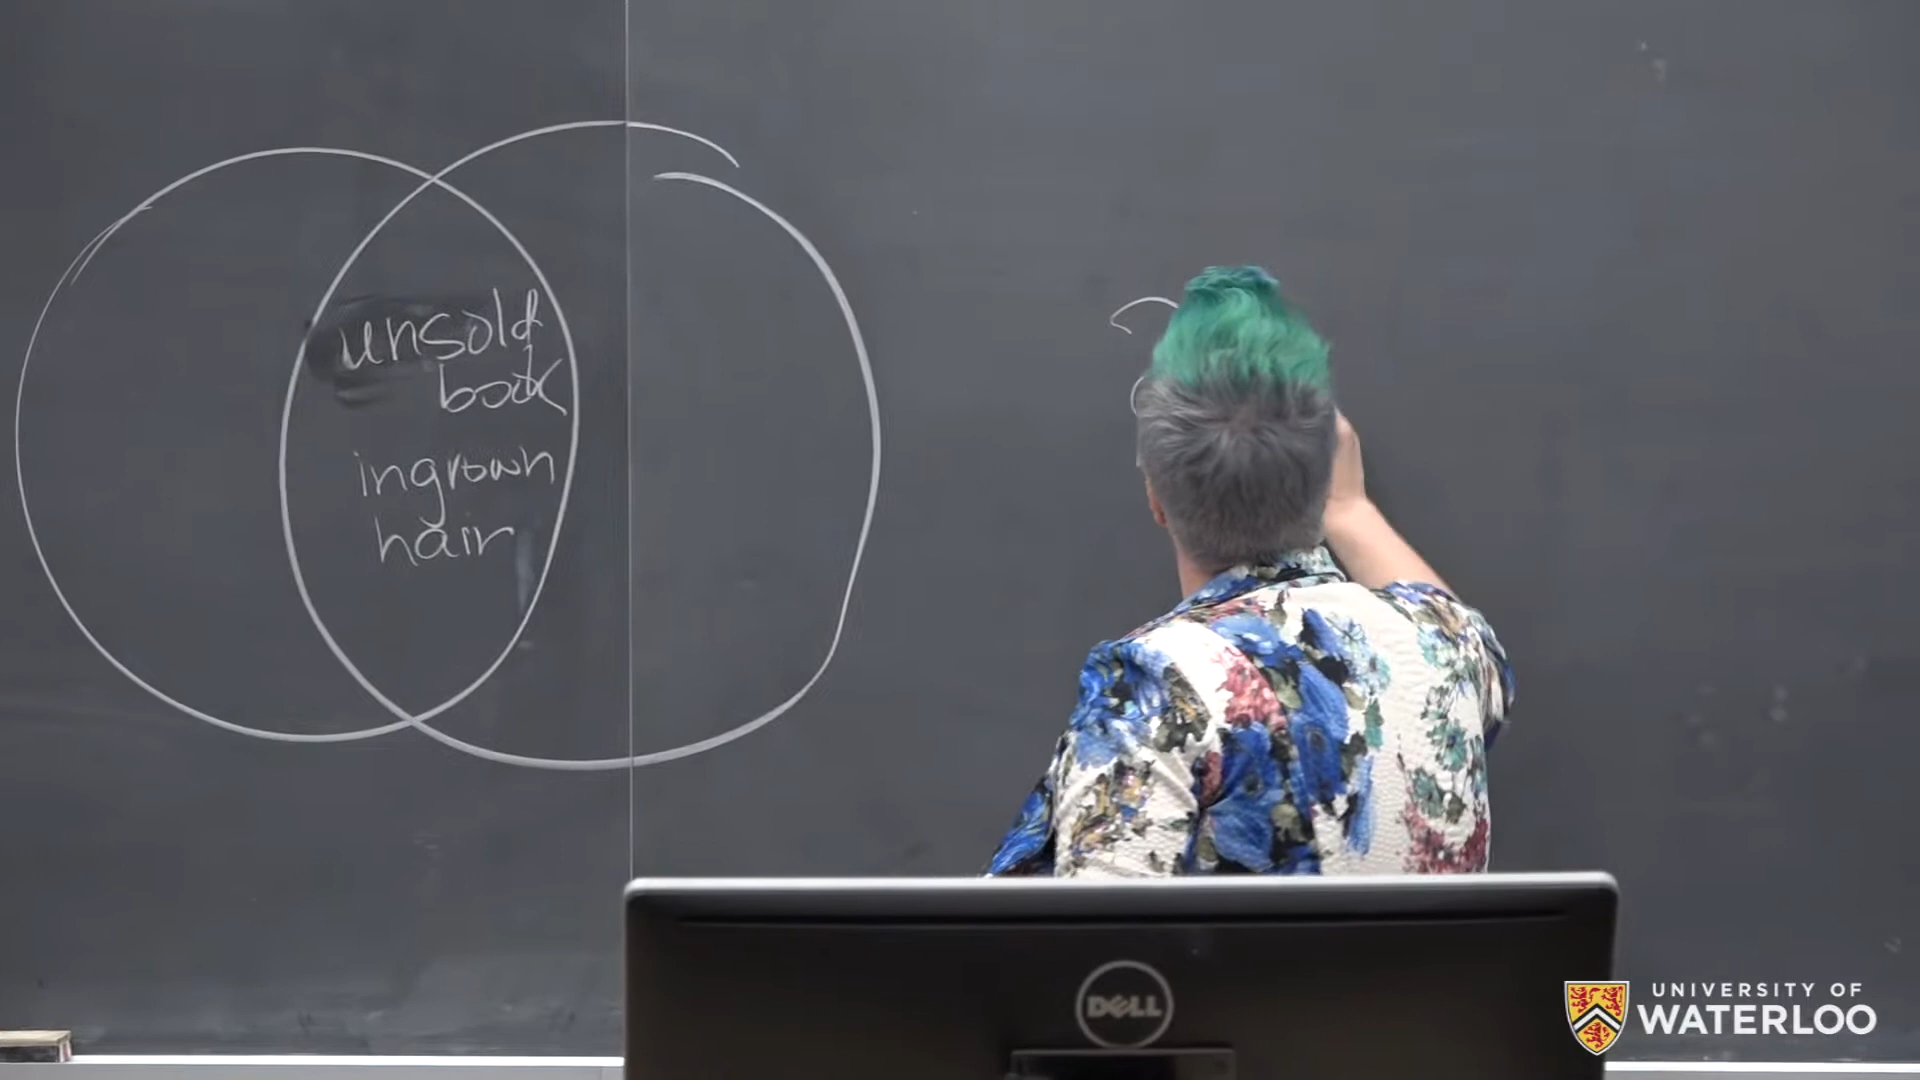 unsold
book
ingrown
hair
DELL
UNIVERSITY OF
WATERLOO